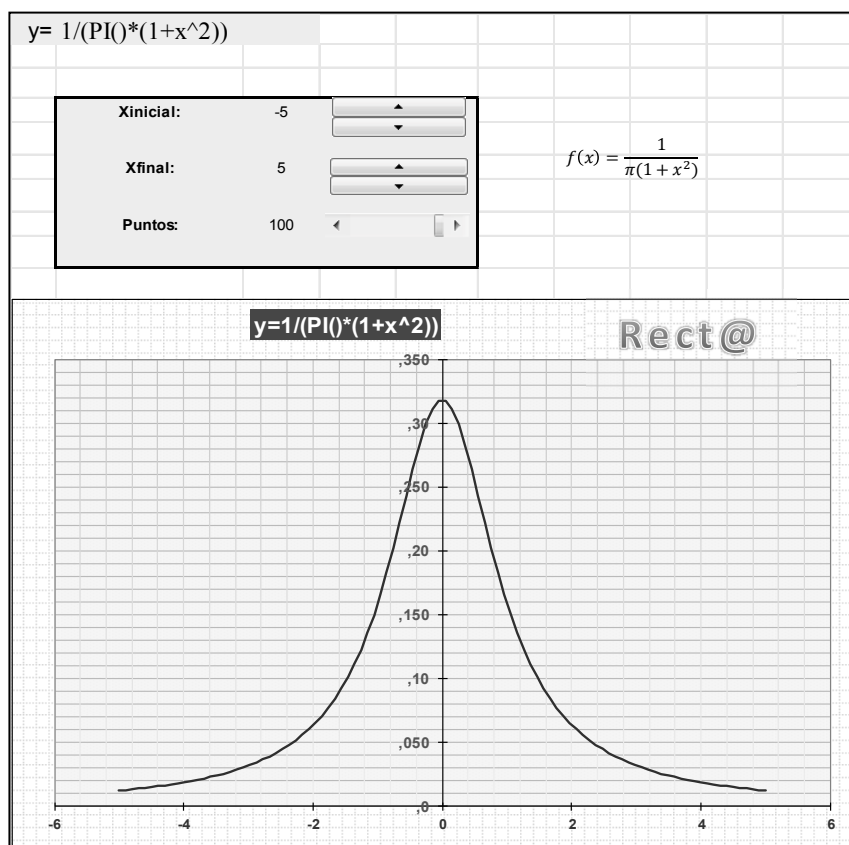 y= 1/(PI()*(1+x^2))
Xinicial: -5
Xfinal: 5
Puntos: 100
f(x) = 1/π(1 + x²)
y=1/(PI()*(1+x^2))
Rect@
,350
,30
,250
,20
,150
,10
,050
,0
-6 -4 -2 0 2 4 6